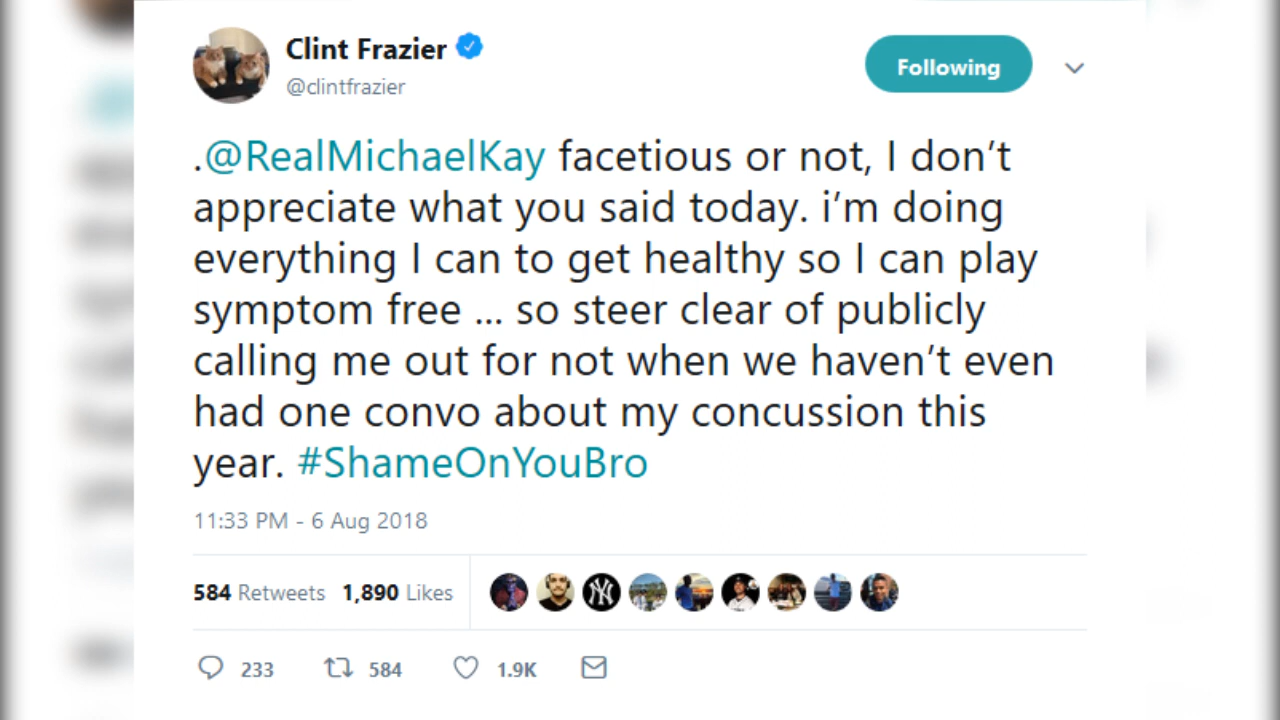 Clint Frazier
@clintfrazier
Following
.@RealMichaelKay facetious or not, I don’t
appreciate what you said today. i’m doing
everything I can to get healthy so I can play
symptom free ... so steer clear of publicly
calling me out for not when we haven’t even
had one convo about my concussion this
year. #ShameOnYouBro
11:33 PM - 6 Aug 2018
584 Retweets 1,890 Likes
233 584 1.9K